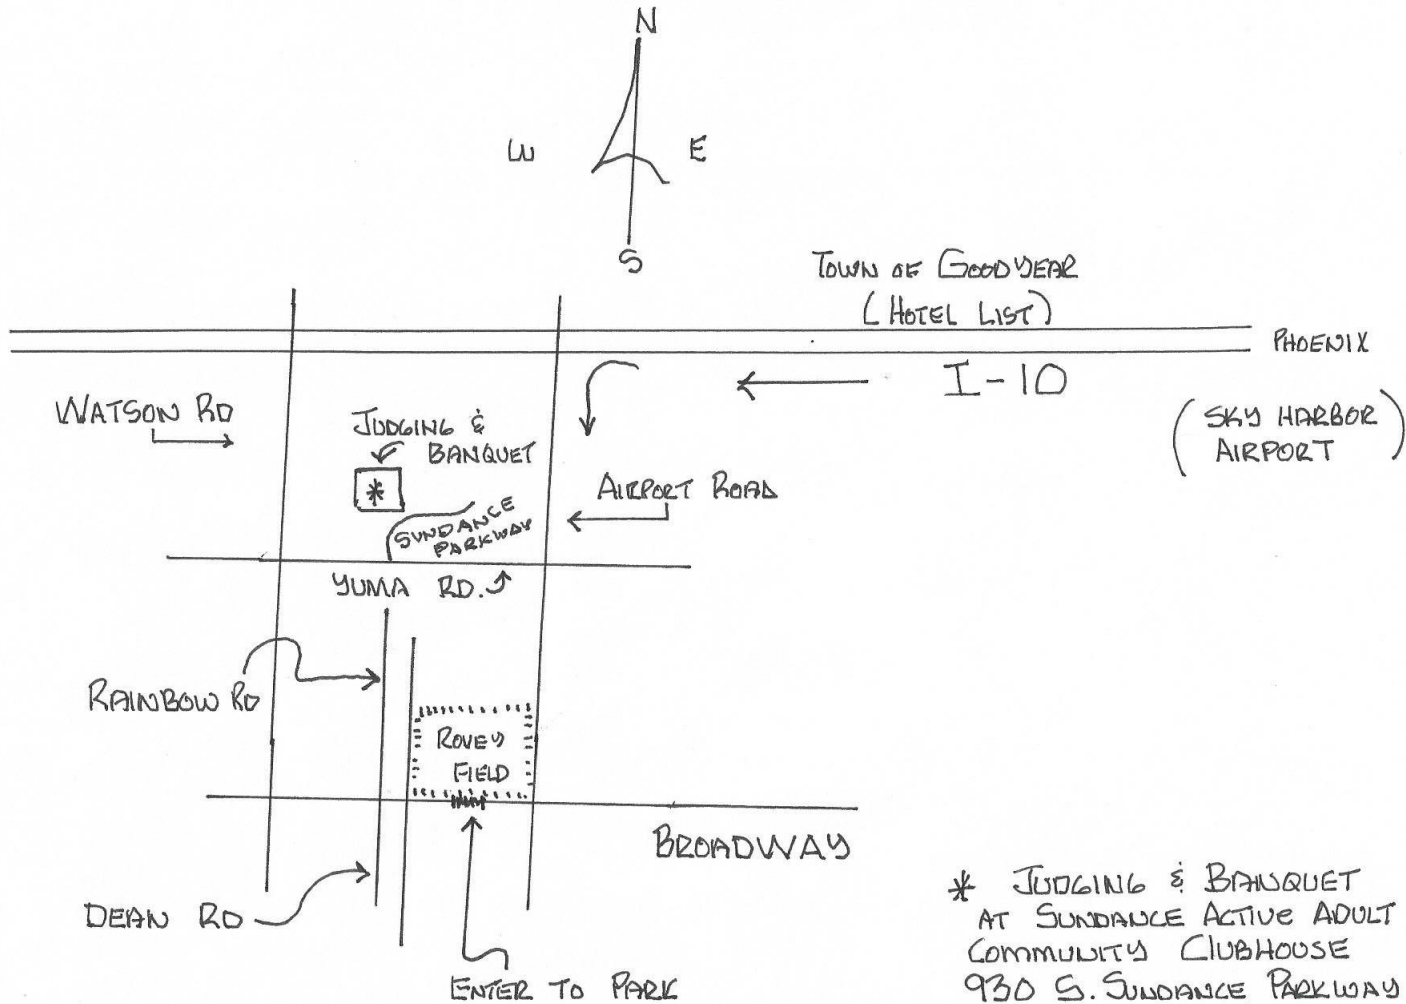 N
W E
S
TOWN OF GOODYEAR
(HOTEL LIST)
PHOENIX
I-10
(SKY HARBOR
AIRPORT)
WATSON RD
JUDGING &
BANQUET
*
AIRPORT ROAD
SUNDANCE
PARKWAY
YUMA RD.
RAINBOW RD
ROVEY
FIELD
BROADWAY
DEAN RD
ENTER TO PARK
* JUDGING & BANQUET
AT SUNDANCE ACTIVE ADULT
COMMUNITY CLUBHOUSE
930 S. SUNDANCE PARKWAY